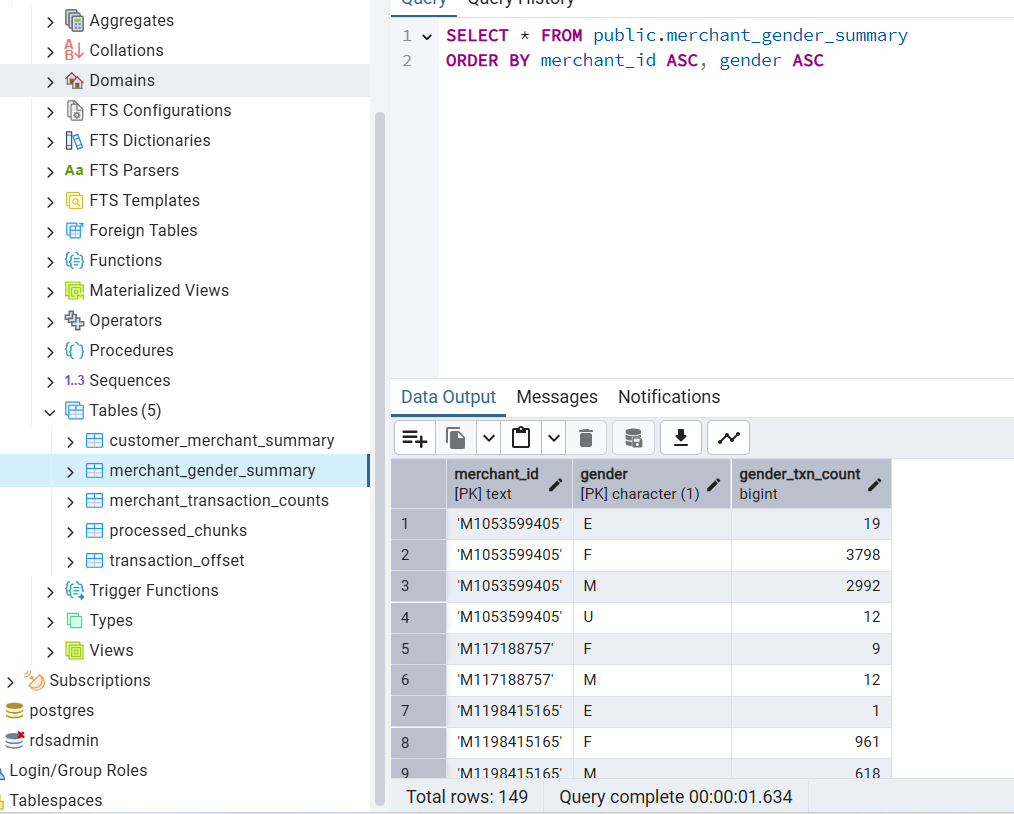 Aggregates
Collations
Domains
FTS Configurations
FTS Dictionaries
Aa FTS Parsers
FTS Templates
Foreign Tables
Functions
Materialized Views
Operators
Procedures
1..3 Sequences
Tables (5)
customer_merchant_summary
merchant_gender_summary
merchant_transaction_counts
processed_chunks
transaction_offset
Trigger Functions
Types
Views
Subscriptions
postgres
rdsadmin
Login/Group Roles
Tablespaces
Query Query History
1 SELECT * FROM public.merchant_gender_summary
2 ORDER BY merchant_id ASC, gender ASC
Data Output Messages Notifications
merchant_id gender gender_txn_count
[PK] text [PK] character (1) bigint
1 'M1053599405' E 19
2 'M1053599405' F 3798
3 'M1053599405' M 2992
4 'M1053599405' U 12
5 'M117188757' F 9
6 'M117188757' M 12
7 'M1198415165' E 1
8 'M1198415165' F 961
9 'M1198415165' M 618
Total rows: 149 Query complete 00:00:01.634